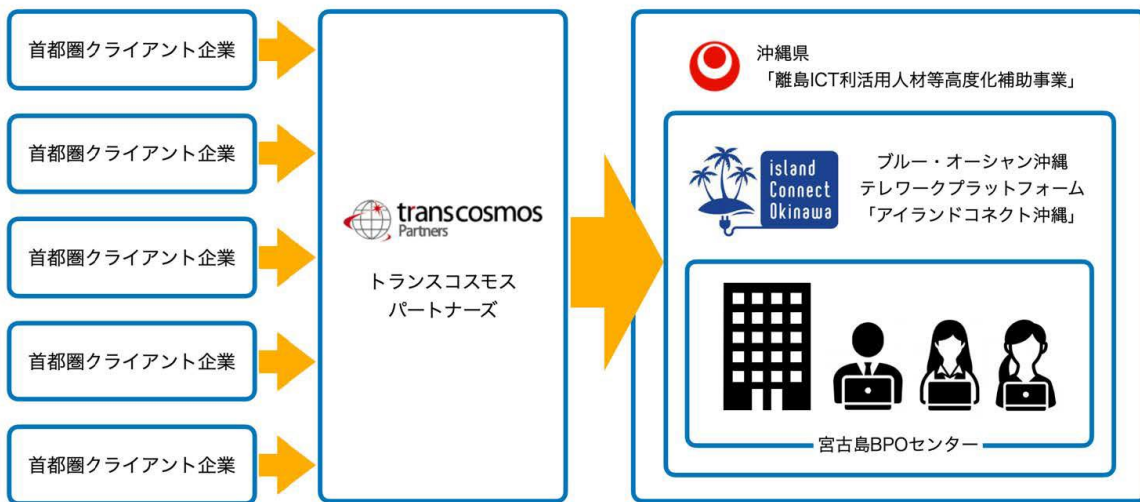 首都圏クライアント企業
首都圏クライアント企業
首都圏クライアント企業
首都圏クライアント企業
首都圏クライアント企業
transcosmos
Partners
トランスコスモス
パートナーズ
沖縄県
「離島ICT利活用人材等高度化補助事業」
island
Connect
Okinawa
ブルー・オーシャン沖縄
テレワークプラットフォーム
「アイランドコネクト沖縄」
宮古島BPOセンター